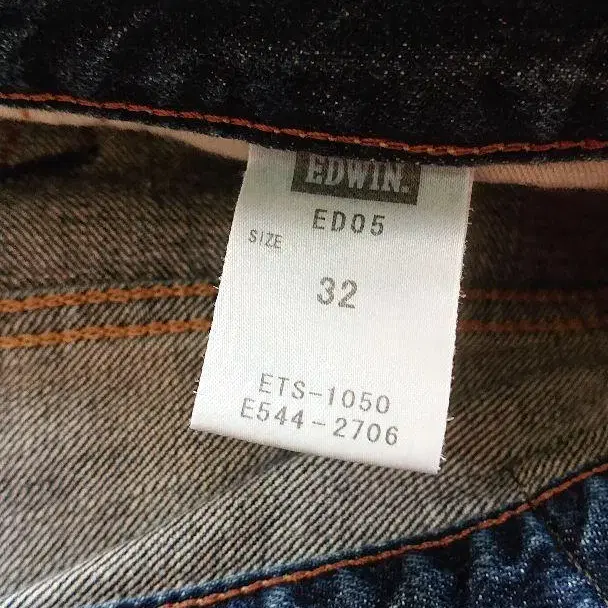 EDWIN.
ED05
SIZE
32
ETS-1050
E544-2706